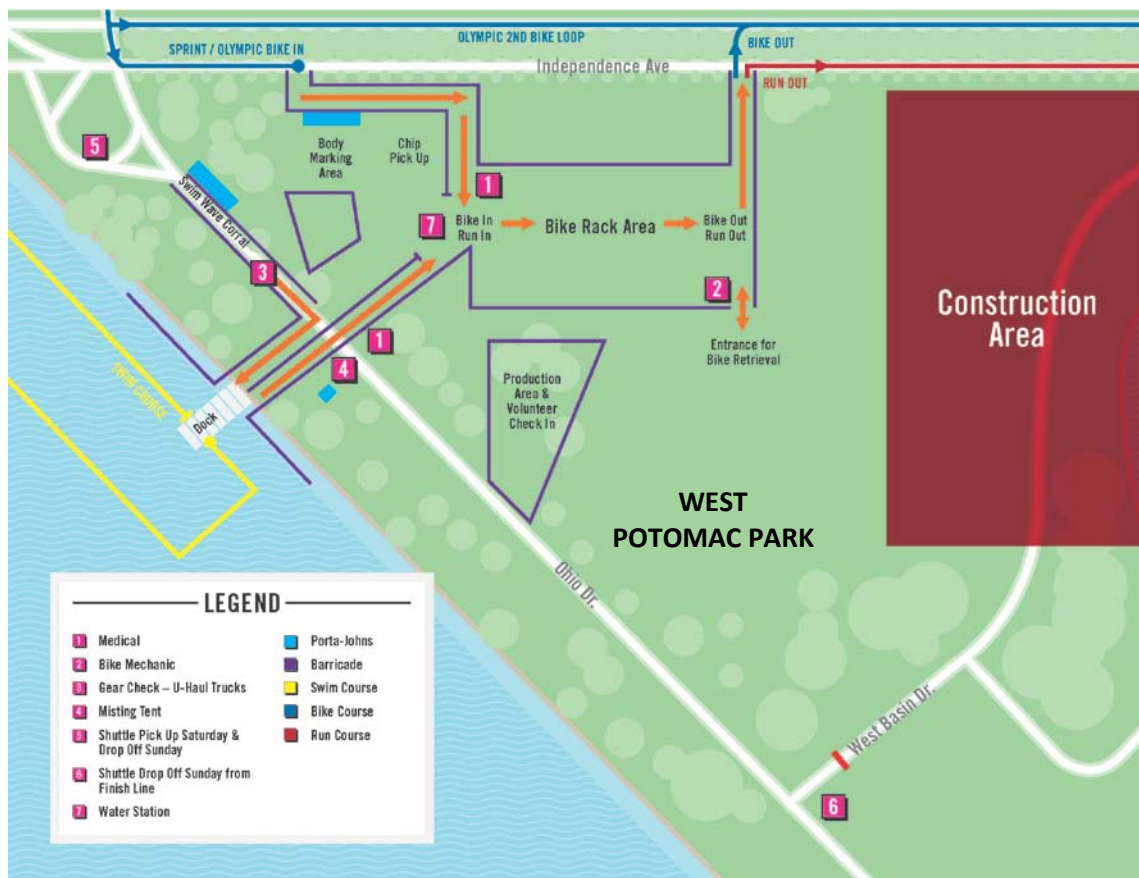 OLYMPIC 2ND BIKE LOOP
SPRINT / OLYMPIC BIKE IN
BIKE OUT
Independence Ave
RUN OUT
5
Body
Marking
Area
Chip
Pick Up
1
Swim Wave Corral
7
Bike In
Run In
Bike Rack Area
Bike Out
Run Out
3
2
Construction
Area
1
4
Entrance for
Bike Retrieval
SWIM COURSE
Dock
Production
Area &
Volunteer
Check In
WEST
POTOMAC PARK
Ohio Dr.
West Basin Dr.
6
LEGEND
1 Medical
2 Bike Mechanic
3 Gear Check – U-Haul Trucks
4 Misting Tent
5 Shuttle Pick Up Saturday &
Drop Off Sunday
6 Shuttle Drop Off Sunday from
Finish Line
7 Water Station
Porta-Johns
Barricade
Swim Course
Bike Course
Run Course